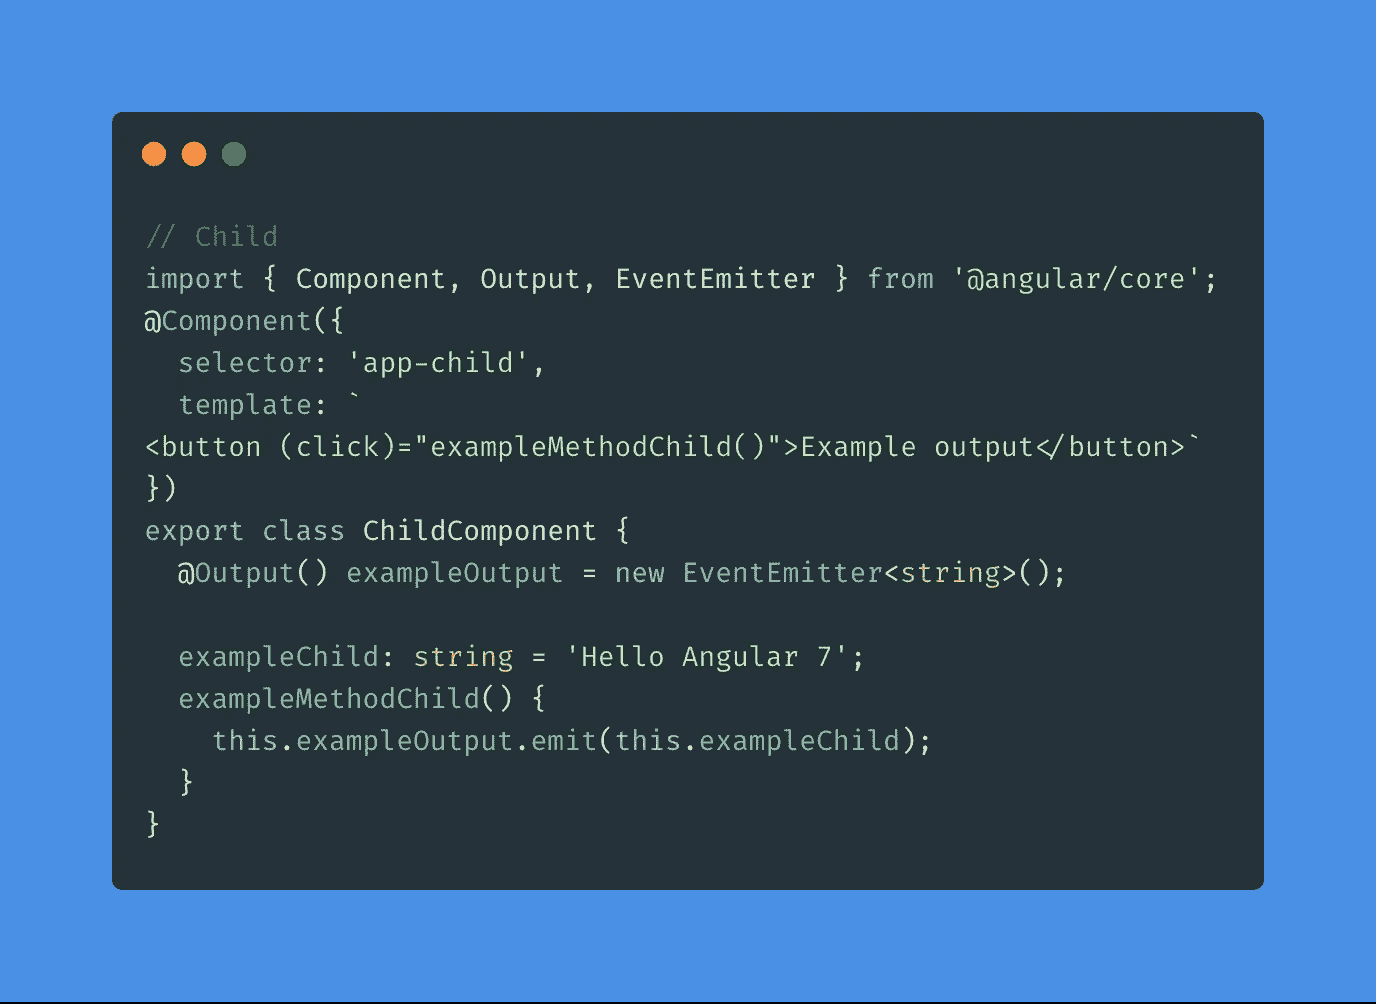 // Child
import { Component, Output, EventEmitter } from '@angular/core';
@Component({
  selector: 'app-child',
  template: `
<button (click)="exampleMethodChild()">Example output</button>`
})
export class ChildComponent {
  @Output() exampleOutput = new EventEmitter<string>();

  exampleChild: string = 'Hello Angular 7';
  exampleMethodChild() {
    this.exampleOutput.emit(this.exampleChild);
  }
}